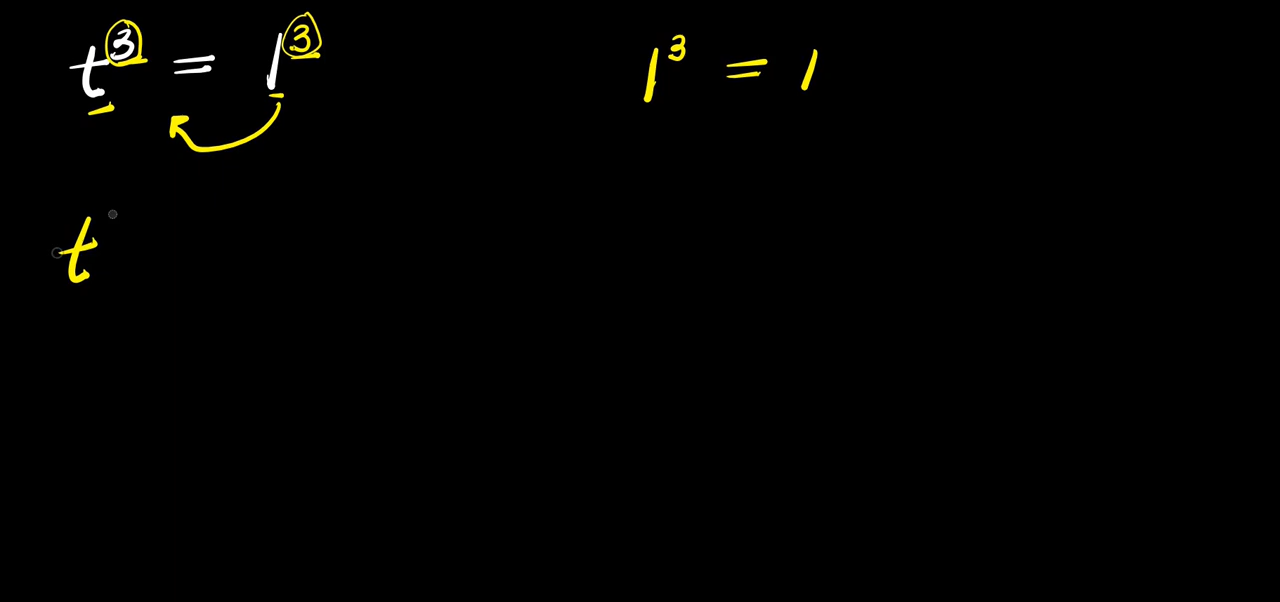 t³ = 1³ 1³ = 1
t